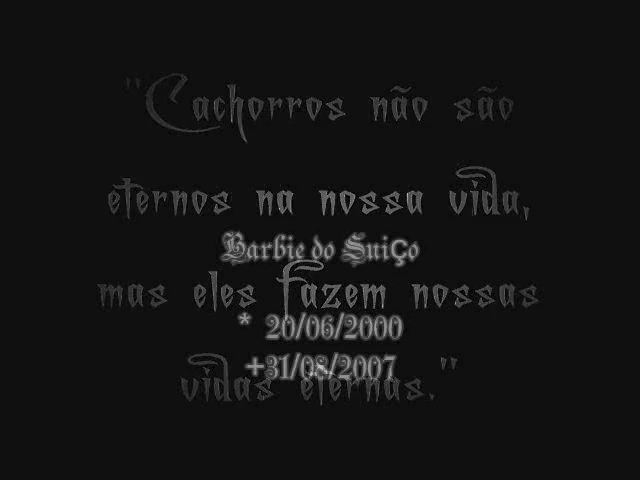 "Cachorros não são
eternos na nossa vida,
Barbie do Suiço
mas eles fazem nossas
* 20/06/2000
+31/08/2007
vidas eternas."